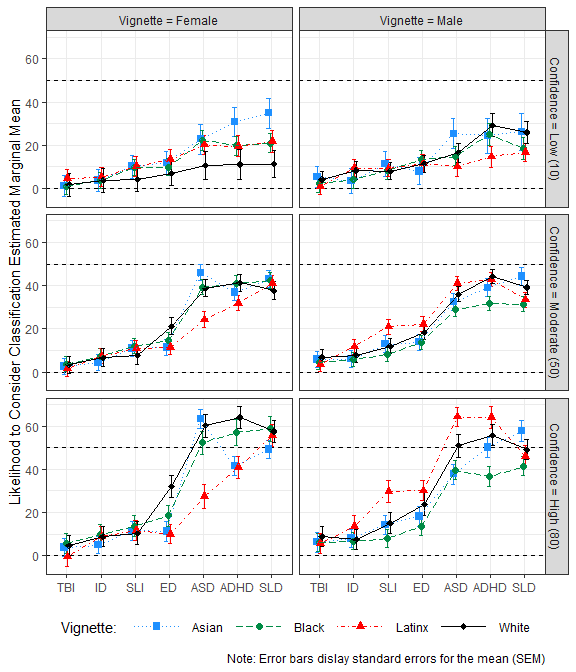 Vignette = Female
Vignette = Male
Likelihood to Consider Classification Estimated Marginal Mean
60
40
20
0
Confidence = Low (10)
60
40
20
0
Confidence = Moderate (50)
60
40
20
0
Confidence = High (80)
TBI ID SLI ED ASD ADHD SLD
TBI ID SLI ED ASD ADHD SLD
Vignette: Asian Black Latinx White
Note: Error bars dislay standard errors for the mean (SEM)